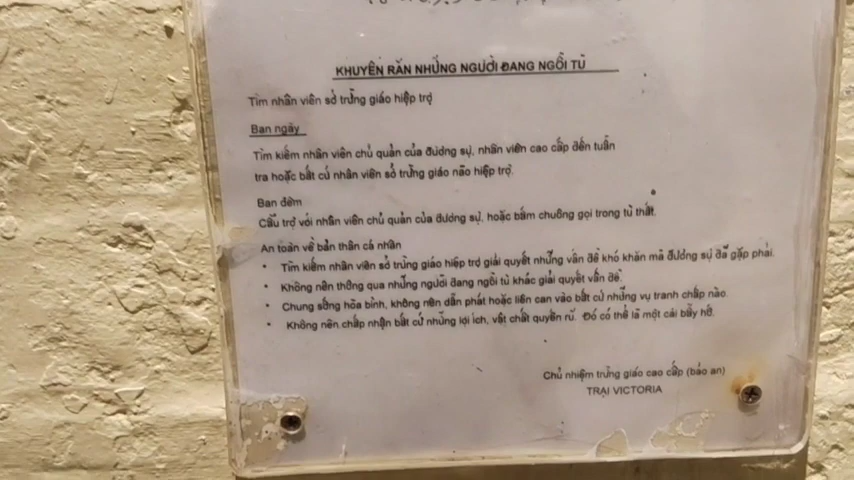 KHUYÊN RĂN NHỮNG NGƯỜI ĐANG NGỒI TÙ
Tìm nhân viên sở trừng giáo hiệp trợ
Ban ngày
Tìm kiếm nhân viên chủ quản của đương sự, nhân viên cao cấp đến tuần
tra hoặc bất cứ nhân viên sở trừng giáo nào hiệp trợ.
Ban đêm
Cầu trợ với nhân viên chủ quản của đương sự, hoặc bấm chuông gọi trong tù thất.
An toàn về bản thân cá nhân
• Tìm kiếm nhân viên sở trừng giáo hiệp trợ giải quyết những vấn đề khó khăn mà đương sự đã gặp phải.
• Không nên thông qua những người đang ngồi tù khác giải quyết vấn đề.
• Chung sống hòa bình, không nên dẫn phát hoặc liên can vào bất cứ những vụ tranh chấp nào.
• Không nên chấp nhận bất cứ những lợi ích, vật chất quyến rũ. Đó có thể là một cái bẫy hố.
Chủ nhiệm trừng giáo cao cấp (bảo an)
TRẠI VICTORIA